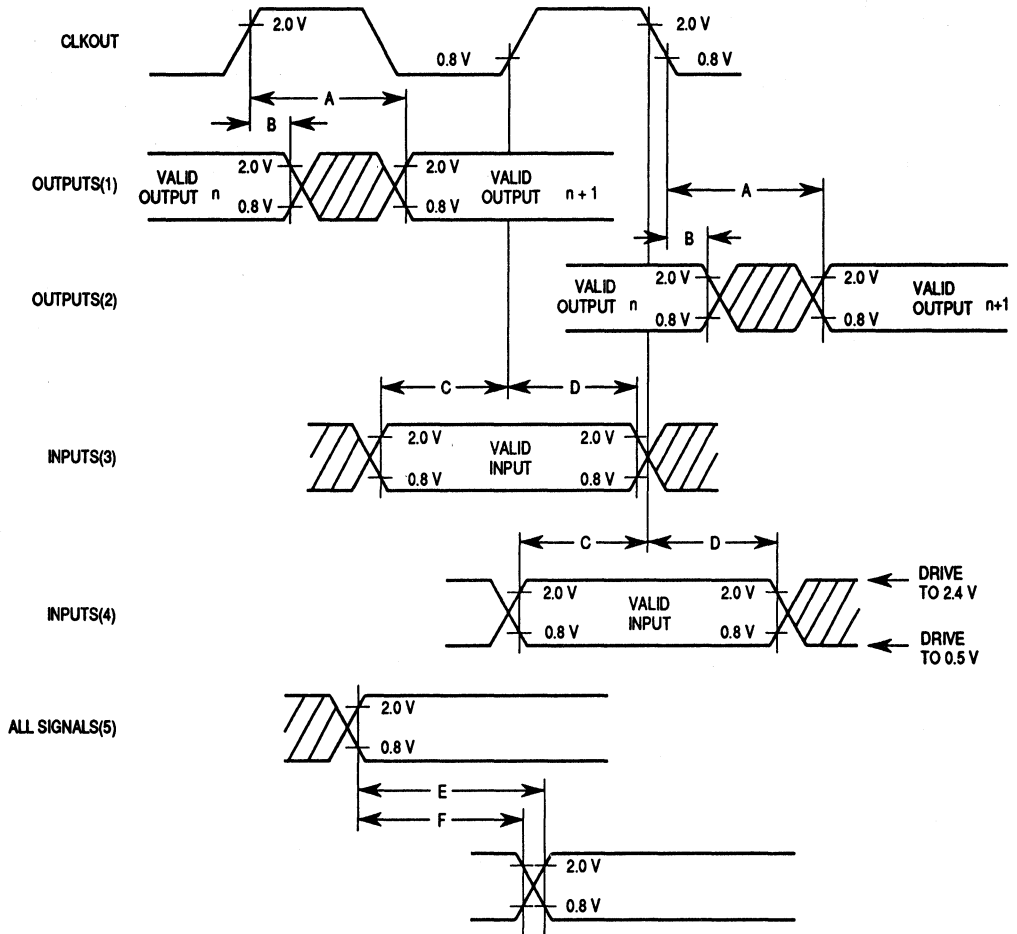 CLKOUT
2.0 V
0.8 V
2.0 V
0.8 V
A
B
OUTPUTS(1)
VALID
OUTPUT n
2.0 V
0.8 V
2.0 V
0.8 V
VALID
OUTPUT n + 1
A
B
OUTPUTS(2)
VALID
OUTPUT n
2.0 V
0.8 V
2.0 V
0.8 V
VALID
OUTPUT n+1
C
D
INPUTS(3)
2.0 V
0.8 V
VALID
INPUT
2.0 V
0.8 V
C
D
INPUTS(4)
2.0 V
0.8 V
VALID
INPUT
2.0 V
0.8 V
DRIVE
TO 2.4 V
DRIVE
TO 0.5 V
ALL SIGNALS(5)
2.0 V
0.8 V
E
F
2.0 V
0.8 V